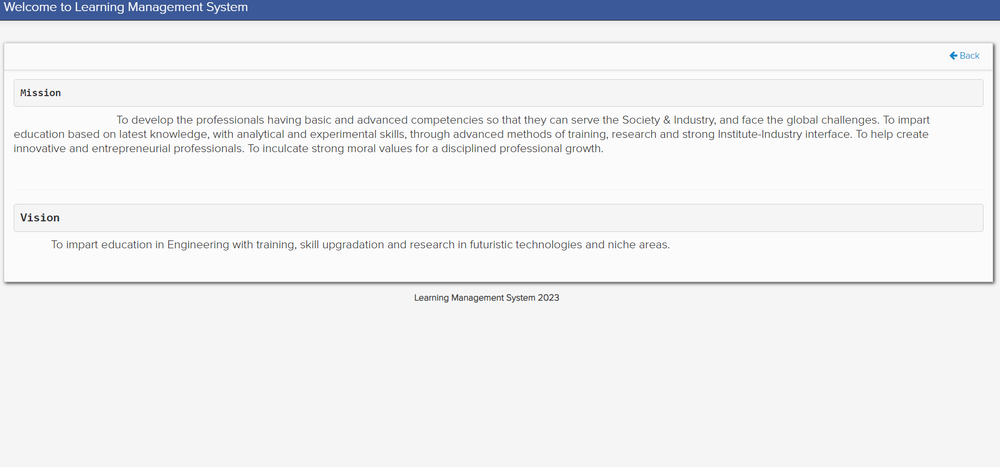 Welcome to Learning Management System
Back
Mission
To develop the professionals having basic and advanced competencies so that they can serve the Society & Industry, and face the global challenges. To impart
education based on latest knowledge, with analytical and experimental skills, through advanced methods of training, research and strong Institute-Industry interface. To help create
innovative and entrepreneurial professionals. To inculcate strong moral values for a disciplined professional growth.
Vision
To impart education in Engineering with training, skill upgradation and research in futuristic technologies and niche areas.
Learning Management System 2023